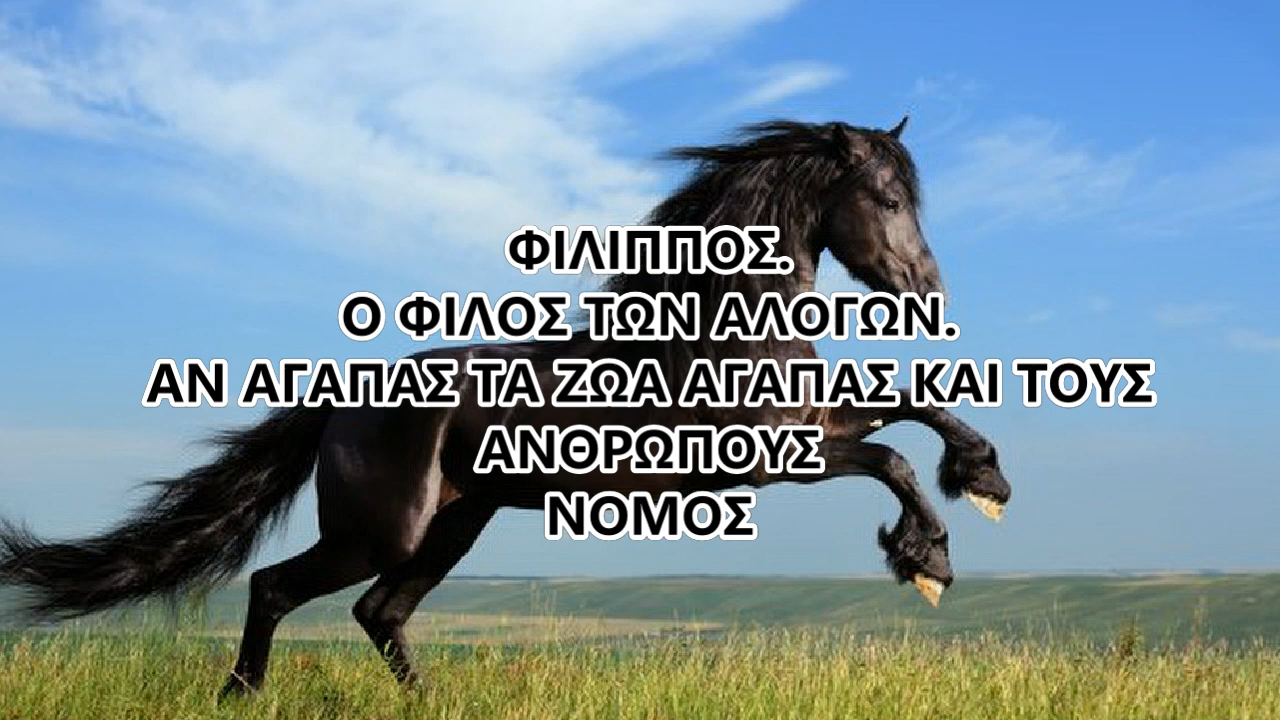 ΦΙΛΙΠΠΟΣ.
Ο ΦΙΛΟΣ ΤΩΝ ΑΛΟΓΩΝ.
ΑΝ ΑΓΑΠΑΣ ΤΑ ΖΩΑ ΑΓΑΠΑΣ ΚΑΙ ΤΟΥΣ
ΑΝΘΡΩΠΟΥΣ
ΝΟΜΟΣ